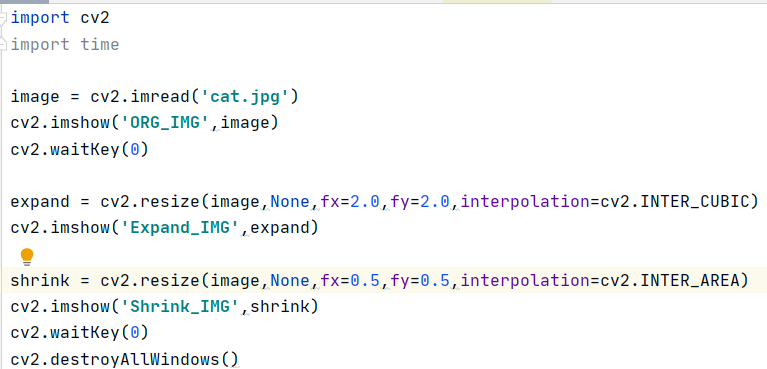 import cv2
import time
image = cv2.imread('cat.jpg')
cv2.imshow('ORG_IMG',image)
cv2.waitKey(0)
expand = cv2.resize(image,None,fx=2.0,fy=2.0,interpolation=cv2.INTER_CUBIC)
cv2.imshow('Expand_IMG',expand)
shrink = cv2.resize(image,None,fx=0.5,fy=0.5,interpolation=cv2.INTER_AREA)
cv2.imshow('Shrink_IMG',shrink)
cv2.waitKey(0)
cv2.destroyAllWindows()